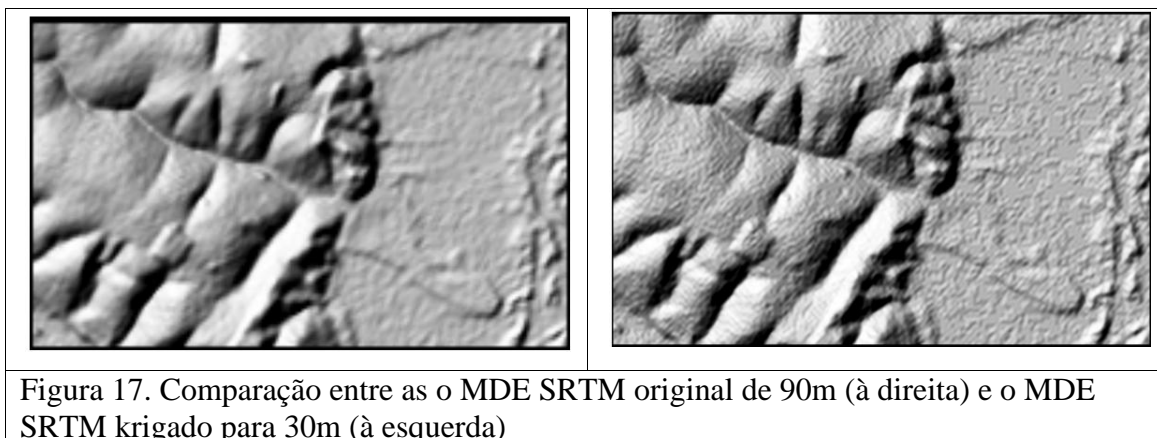 Figura 17. Comparação entre as o MDE SRTM original de 90m (à direita) e o MDE
SRTM krigado para 30m (à esquerda)